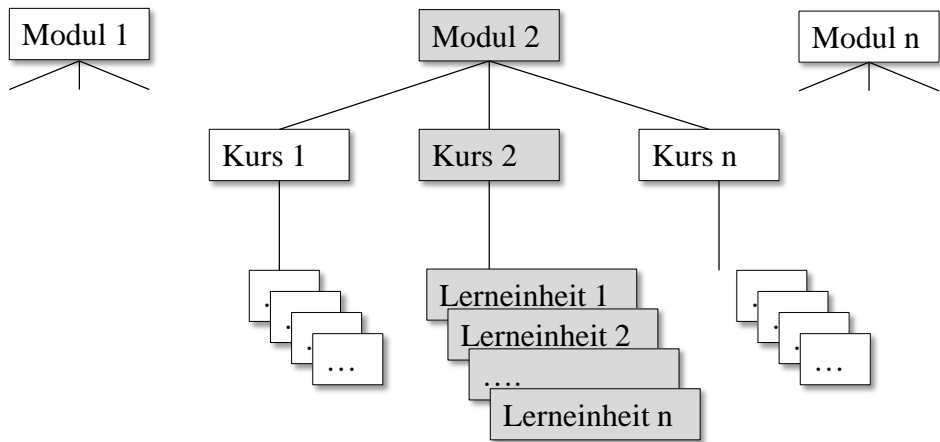 Modul 1
Modul 2
Modul n
Kurs 1
Kurs 2
Kurs n
.
.
.
…
Lerneinheit 1
Lerneinheit 2
….
Lerneinheit n
.
.
.
…